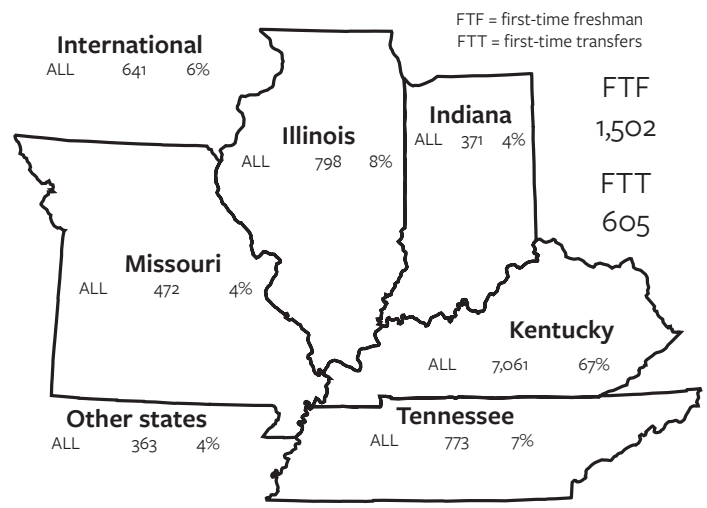 FTF = first-time freshman
FTT = first-time transfers
International
ALL 641 6%
FTF
1,502
Indiana
ALL 371 4%
Illinois
ALL 798 8%
FTT
605
Missouri
ALL 472 4%
Kentucky
ALL 7,061 67%
Other states
ALL 363 4%
Tennessee
ALL 773 7%